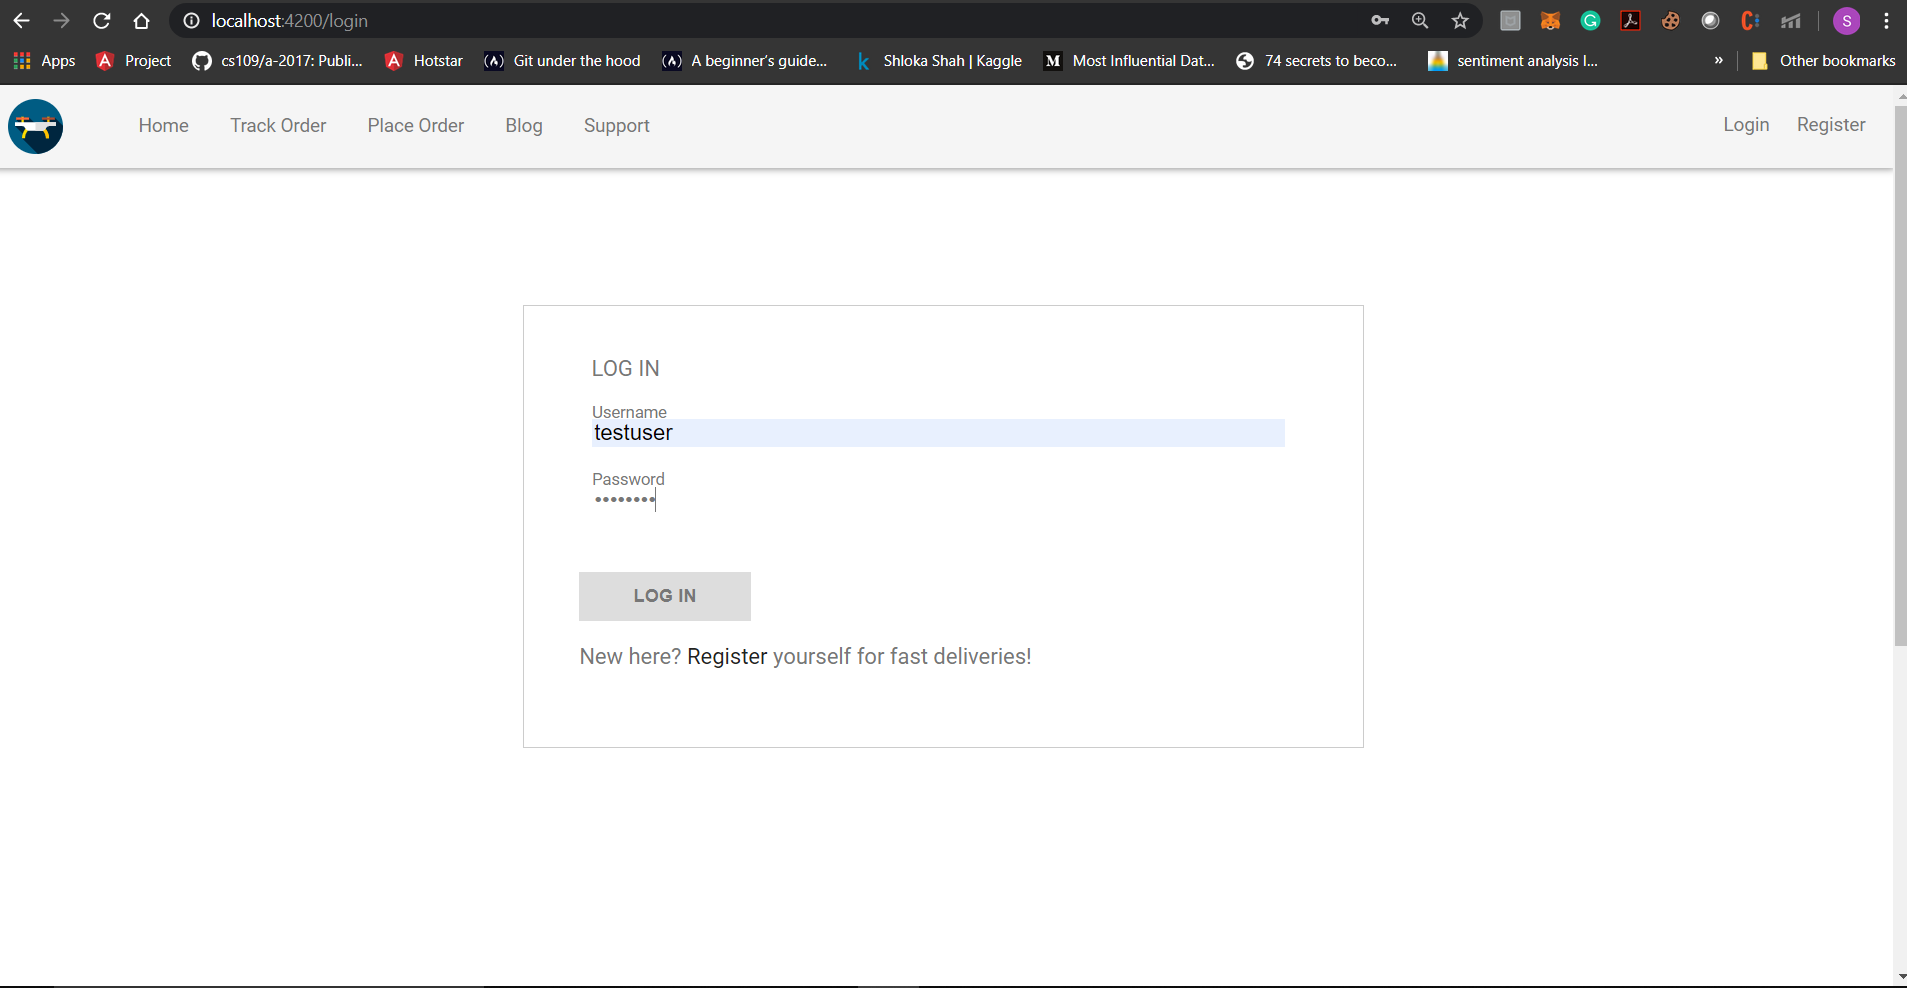 localhost:4200/login
Apps Project cs109/a-2017: Publi... Hotstar (A) Git under the hood (A) A beginner's guide... k Shloka Shah | Kaggle M Most Influential Dat... 74 secrets to beco... sentiment analysis I... » Other bookmarks
Home Track Order Place Order Blog Support Login Register
LOG IN
Username
testuser
Password
••••••••
LOG IN
New here? Register yourself for fast deliveries!